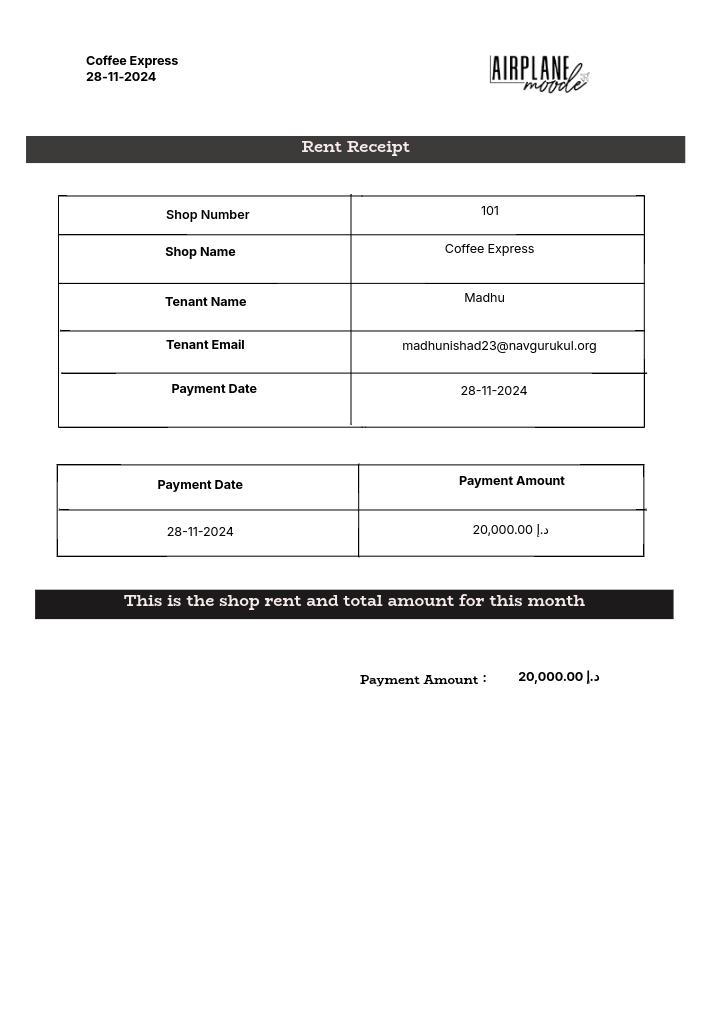 Coffee Express
28-11-2024
AIRPLANE
moode
Rent Receipt
Shop Number 101
Shop Name Coffee Express
Tenant Name Madhu
Tenant Email madhunishad23@navgurukul.org
Payment Date 28-11-2024
Payment Date Payment Amount
28-11-2024 20,000.00 د.إ
This is the shop rent and total amount for this month
Payment Amount : 20,000.00 د.إ